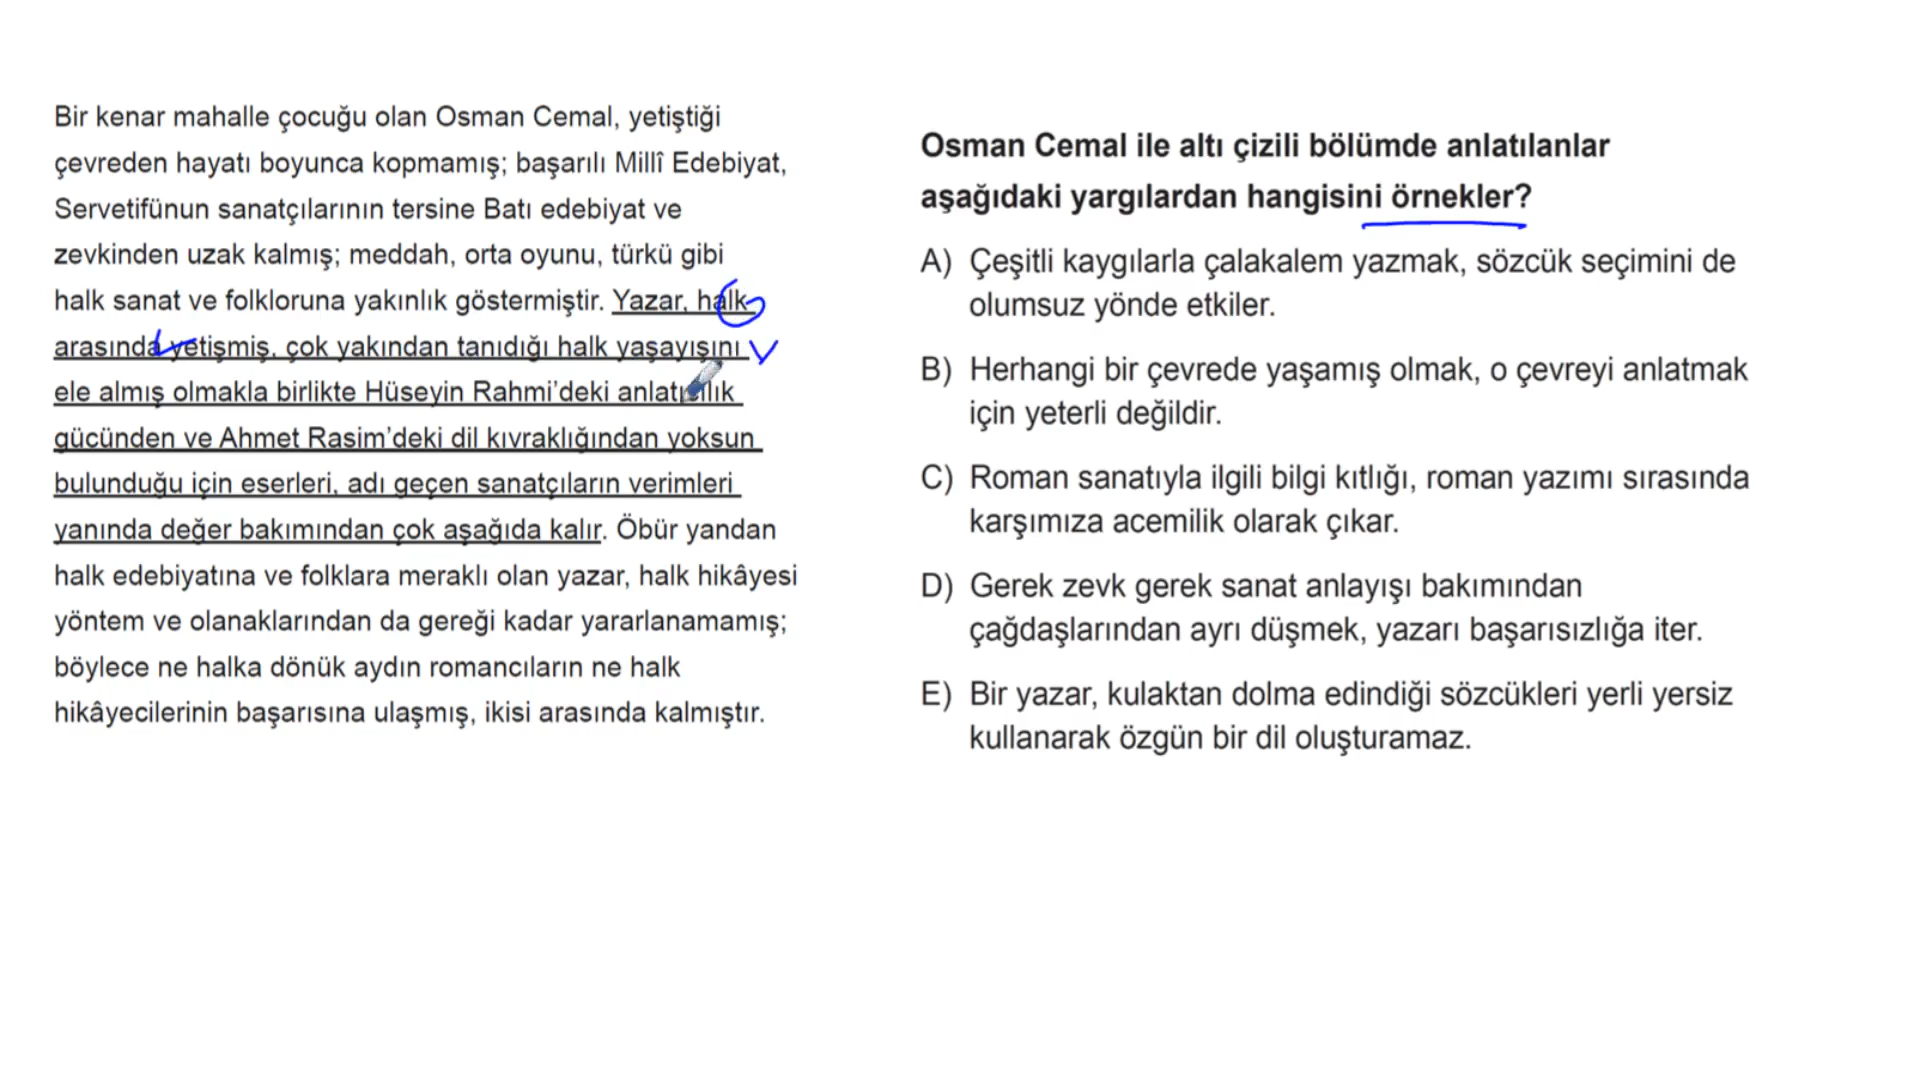 Bir kenar mahalle çocuğu olan Osman Cemal, yetiştiği
çevreden hayatı boyunca kopmamış; başarılı Millî Edebiyat,
Servetifünun sanatçılarının tersine Batı edebiyat ve
zevkinden uzak kalmış; meddah, orta oyunu, türkü gibi
halk sanat ve folkloruna yakınlık göstermiştir. Yazar, halk
arasında yetişmiş, çok yakından tanıdığı halk yaşayışını
ele almış olmakla birlikte Hüseyin Rahmi’deki anlatıcılık
gücünden ve Ahmet Rasim’deki dil kıvraklığından yoksun
bulunduğu için eserleri, adı geçen sanatçıların verimleri
yanında değer bakımından çok aşağıda kalır. Öbür yandan
halk edebiyatına ve folklara meraklı olan yazar, halk hikâyesi
yöntem ve olanaklarından da gereği kadar yararlanamamış;
böylece ne halka dönük aydın romancıların ne halk
hikâyecilerinin başarısına ulaşmış, ikisi arasında kalmıştır.
Osman Cemal ile altı çizili bölümde anlatılanlar
aşağıdaki yargılardan hangisini örnekler?
A) Çeşitli kaygılarla çalakalem yazmak, sözcük seçimini de
olumsuz yönde etkiler.
B) Herhangi bir çevrede yaşamış olmak, o çevreyi anlatmak
için yeterli değildir.
C) Roman sanatıyla ilgili bilgi kıtlığı, roman yazımı sırasında
karşımıza acemilik olarak çıkar.
D) Gerek zevk gerek sanat anlayışı bakımından
çağdaşlarından ayrı düşmek, yazarı başarısızlığa iter.
E) Bir yazar, kulaktan dolma edindiği sözcükleri yerli yersiz
kullanarak özgün bir dil oluşturamaz.